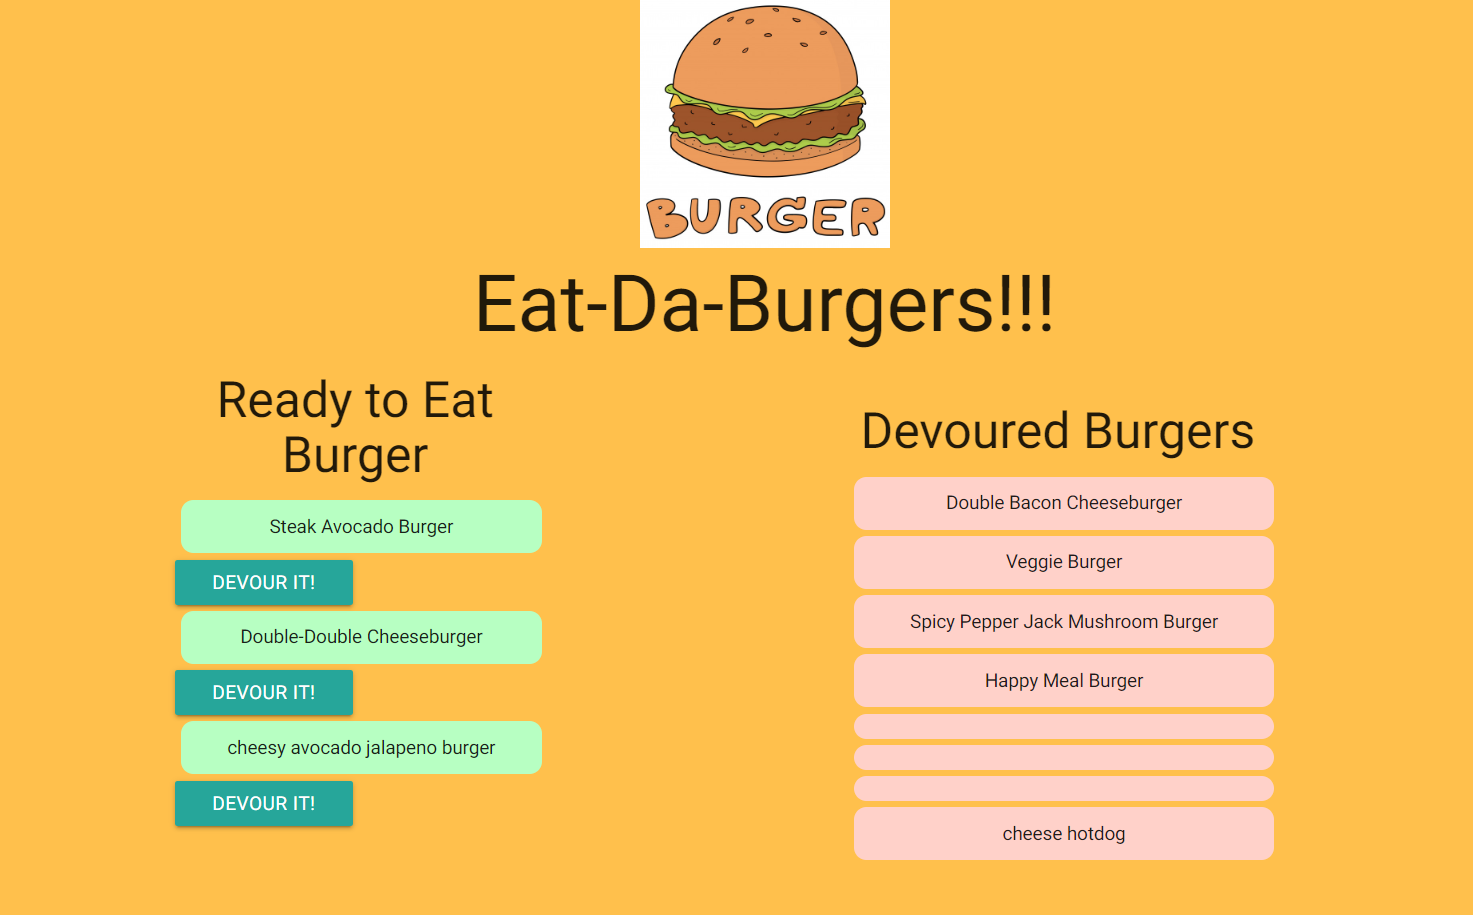 BURGER
Eat-Da-Burgers!!!
Ready to Eat
Burger
Steak Avocado Burger
DEVOUR IT!
Double-Double Cheeseburger
DEVOUR IT!
cheesy avocado jalapeno burger
DEVOUR IT!
Devoured Burgers
Double Bacon Cheeseburger
Veggie Burger
Spicy Pepper Jack Mushroom Burger
Happy Meal Burger
cheese hotdog